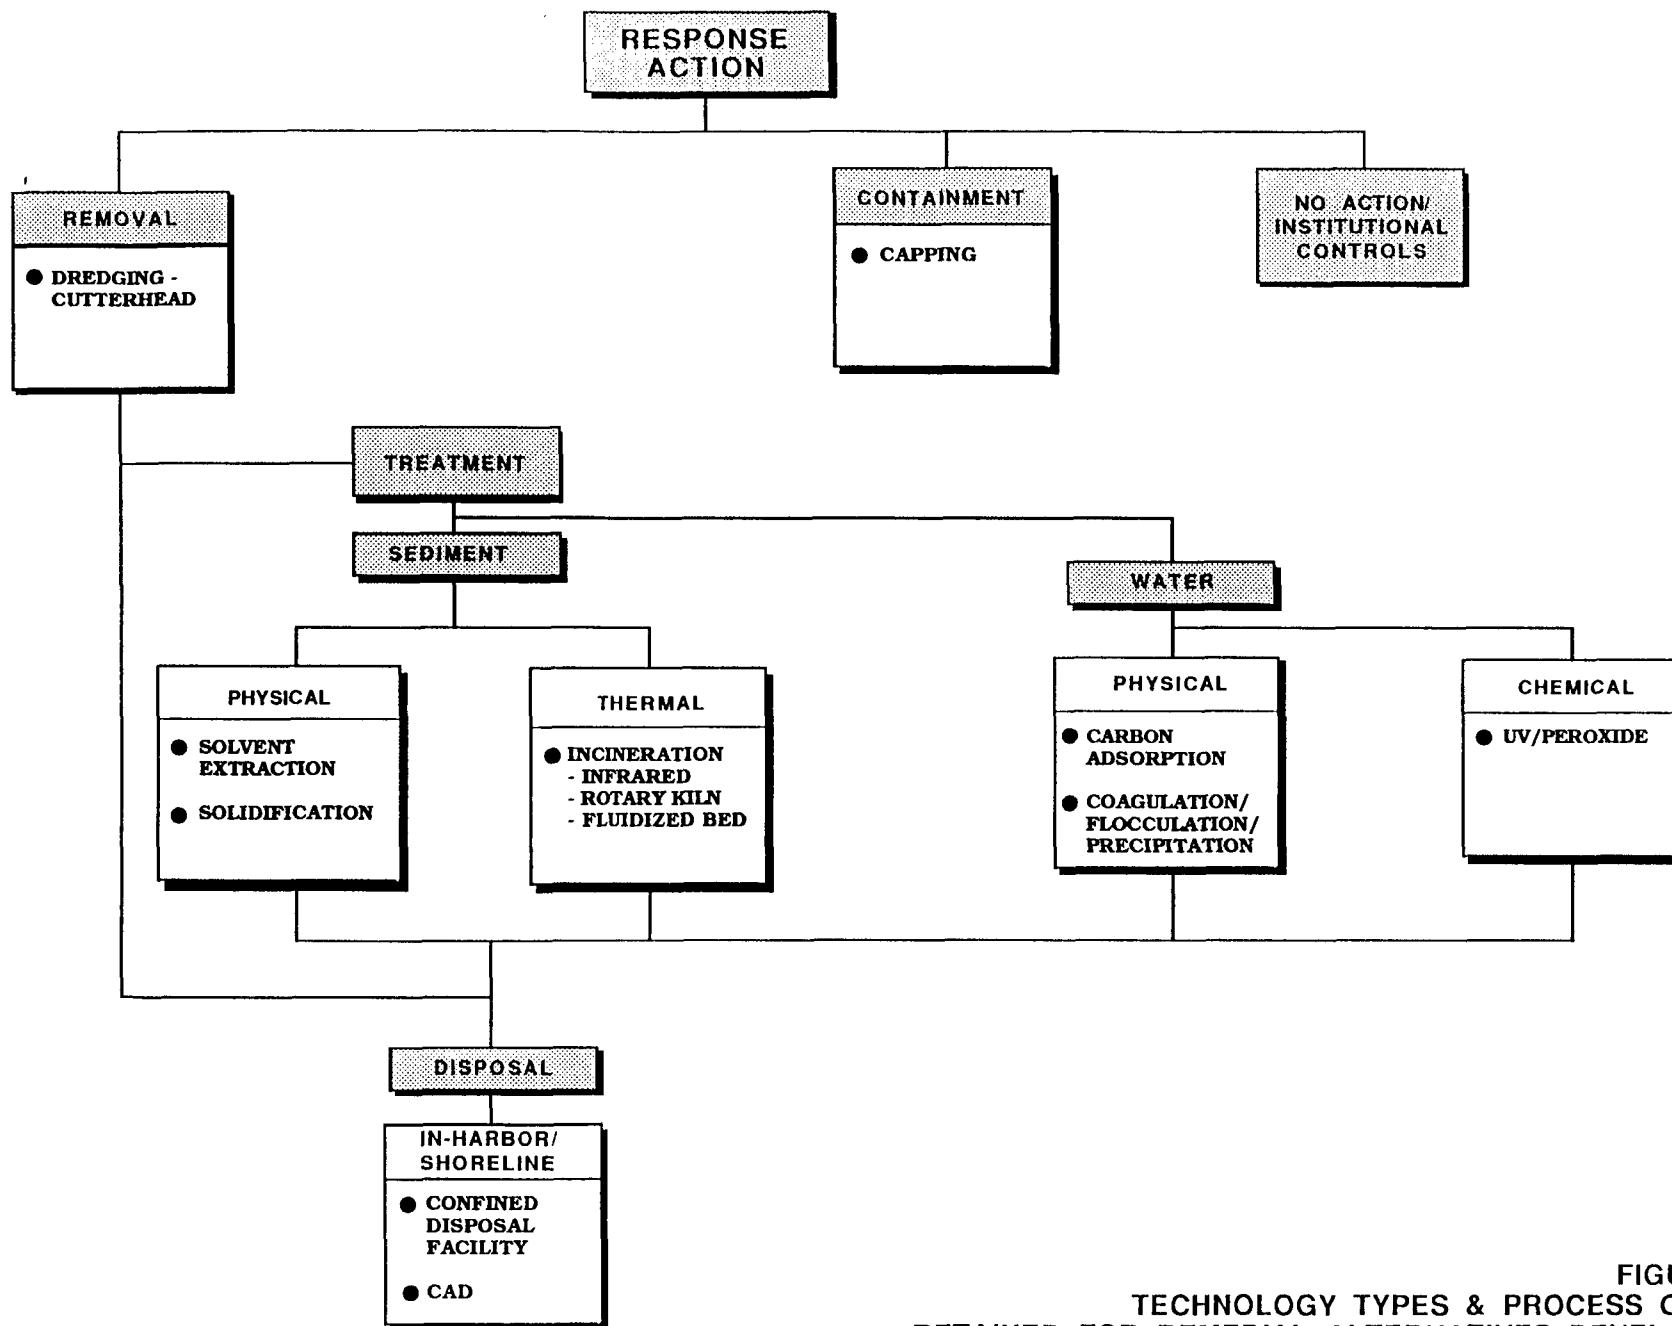 RESPONSE
ACTION
REMOVAL
● DREDGING -
CUTTERHEAD
CONTAINMENT
● CAPPING
NO ACTION/
INSTITUTIONAL
CONTROLS
TREATMENT
SEDIMENT
WATER
PHYSICAL
● SOLVENT
EXTRACTION
● SOLIDIFICATION
THERMAL
● INCINERATION
- INFRARED
- ROTARY KILN
- FLUIDIZED BED
PHYSICAL
● CARBON
ADSORPTION
● COAGULATION/
FLOCCULATION/
PRECIPITATION
CHEMICAL
● UV/PEROXIDE
DISPOSAL
IN-HARBOR/
SHORELINE
● CONFINED
DISPOSAL
FACILITY
● CAD
TECHNOLOGY TYPES & PROCESS